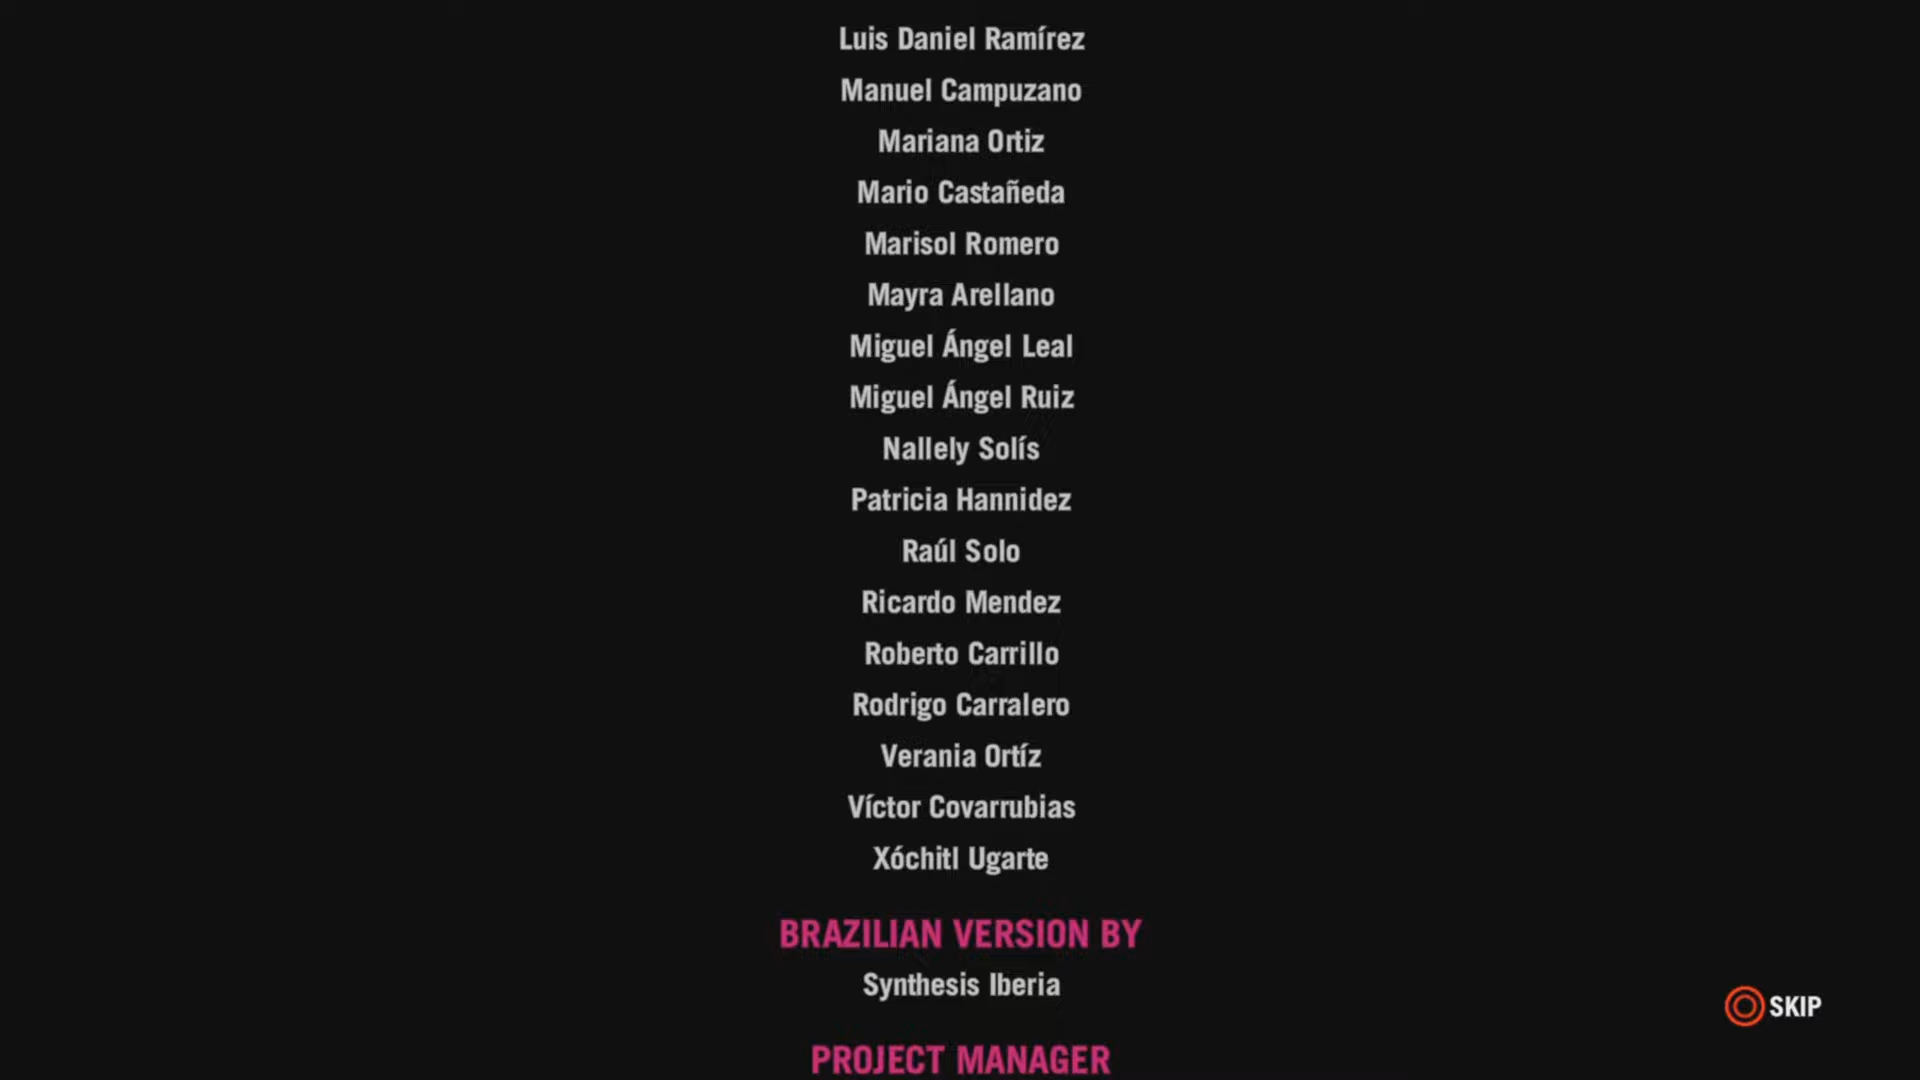 Luis Daniel Ramírez
Manuel Campuzano
Mariana Ortiz
Mario Castañeda
Marisol Romero
Mayra Arellano
Miguel Ángel Leal
Miguel Ángel Ruiz
Nallely Solís
Patricia Hannidez
Raúl Solo
Ricardo Mendez
Roberto Carrillo
Rodrigo Carralero
Verania Ortíz
Víctor Covarrubias
Xóchitl Ugarte
BRAZILIAN VERSION BY
Synthesis Iberia
SKIP
PROJECT MANAGER